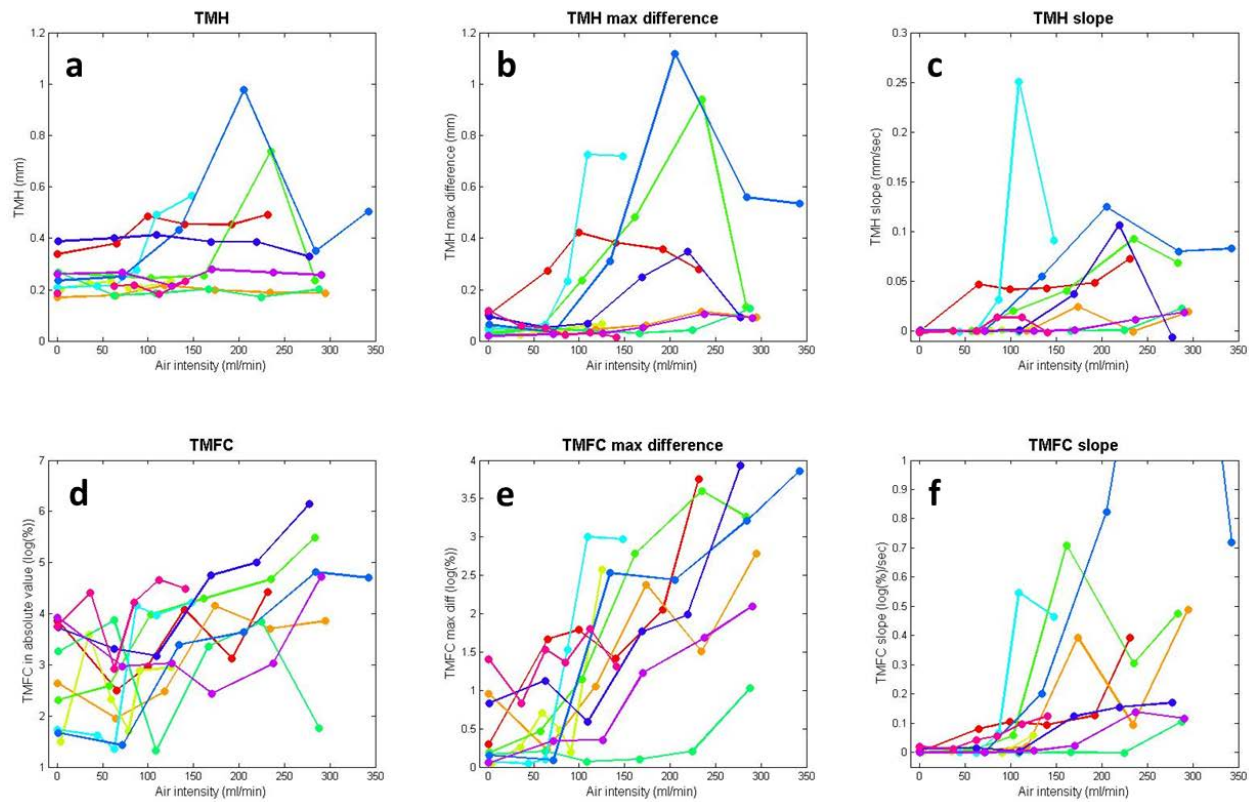 TMH
a
TMH (mm)
1.2
1
0.8
0.6
0.4
0.2
0
0 50 100 150 200 250 300 350
Air intensity (ml/min)
TMH max difference
b
TMH max difference (mm)
1.2
1
0.8
0.6
0.4
0.2
0
0 50 100 150 200 250 300 350
Air intensity (ml/min)
TMH slope
c
TMH slope (mm/sec)
0.3
0.25
0.2
0.15
0.1
0.05
0
0 50 100 150 200 250 300 350
Air intensity (ml/min)
TMFC
d
TMFC in absolute value (log(%))
7
6
5
4
3
2
1
0 50 100 150 200 250 300 350
Air intensity (ml/min)
TMFC max difference
e
TMFC max diff (log(%))
4
3.5
3
2.5
2
1.5
1
0.5
0
0 50 100 150 200 250 300 350
Air intensity (ml/min)
TMFC slope
f
TMFC slope (log(%)/sec)
1
0.9
0.8
0.7
0.6
0.5
0.4
0.3
0.2
0.1
0
0 50 100 150 200 250 300 350
Air intensity (ml/min)